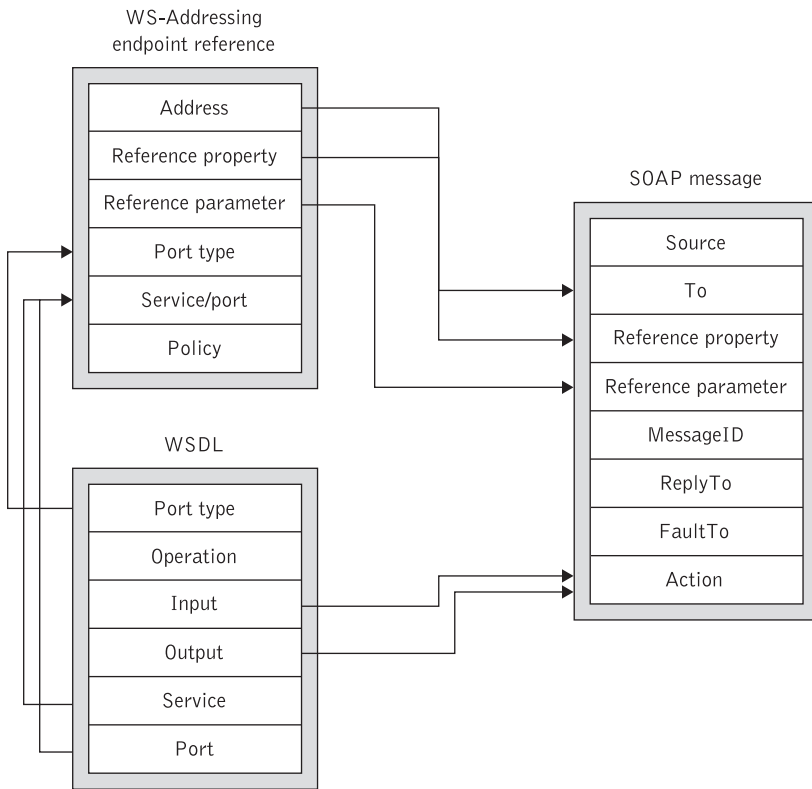 WS-Addressing
endpoint reference
Address
Reference property
Reference parameter
Port type
Service/port
Policy
WSDL
Port type
Operation
Input
Output
Service
Port
SOAP message
Source
To
Reference property
Reference parameter
MessageID
ReplyTo
FaultTo
Action